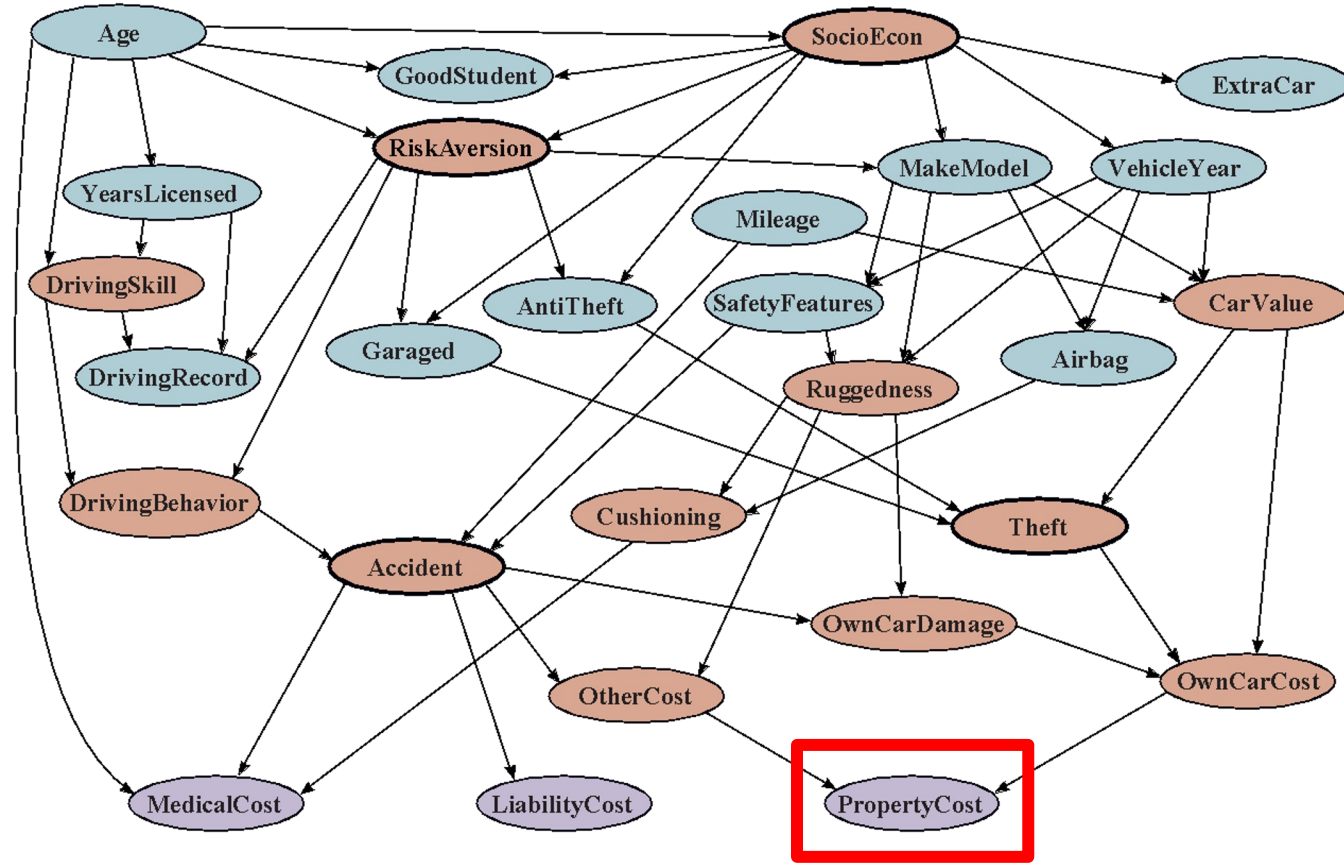 Age
SocioEcon
GoodStudent
ExtraCar
RiskAversion
MakeModel
VehicleYear
YearsLicensed
Mileage
DrivingSkill
AntiTheft
SafetyFeatures
CarValue
Garaged
Airbag
DrivingRecord
Ruggedness
DrivingBehavior
Cushioning
Theft
Accident
OwnCarDamage
OtherCost
OwnCarCost
MedicalCost
LiabilityCost
PropertyCost